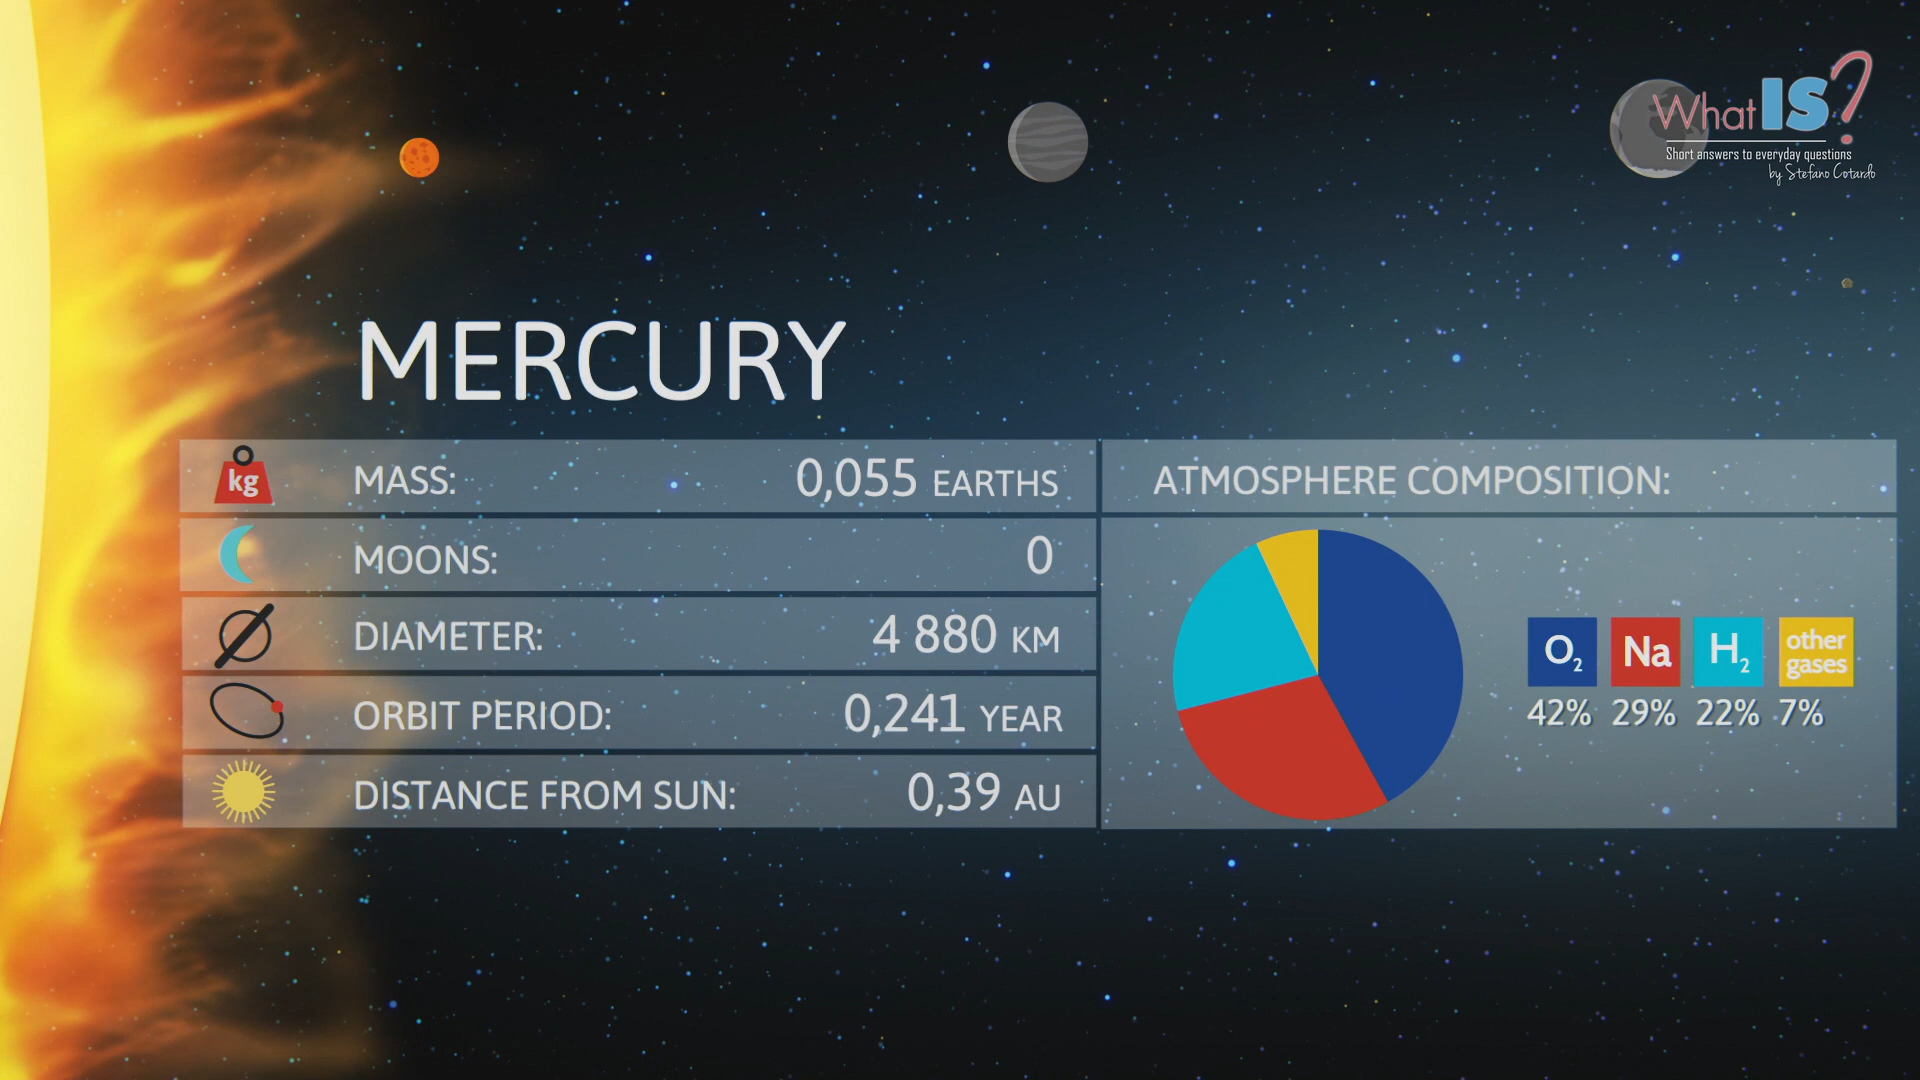 What IS?
Short answers to everyday questions
by Stefano Cotardo
MERCURY
kg MASS: 0,055 EARTHS
MOONS: 0
DIAMETER: 4 880 KM
ORBIT PERIOD: 0,241 YEAR
DISTANCE FROM SUN: 0,39 AU
ATMOSPHERE COMPOSITION:
O₂ Na H₂ other gases
42% 29% 22% 7%